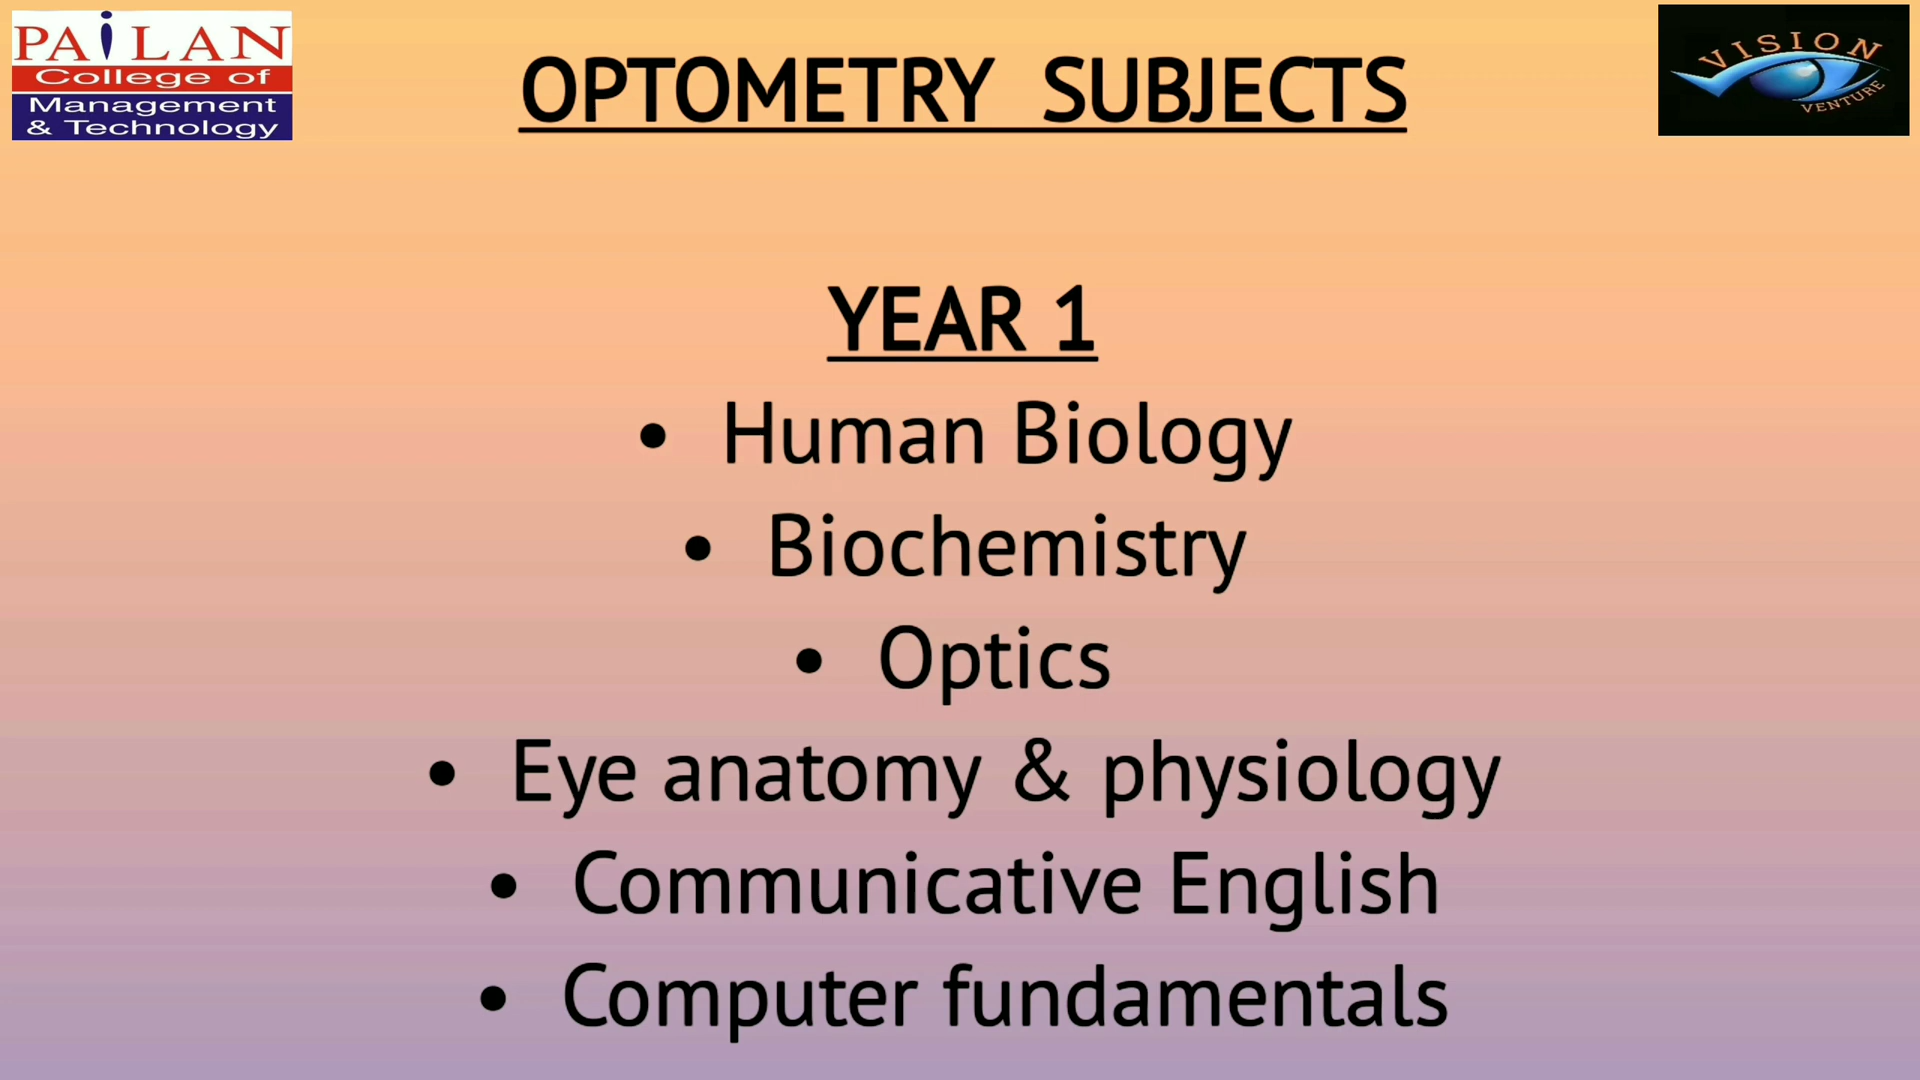 PAiLAN
College of
Management
& Technology
OPTOMETRY SUBJECTS
VISION
VENTURE
YEAR 1
• Human Biology
• Biochemistry
• Optics
• Eye anatomy & physiology
• Communicative English
• Computer fundamentals